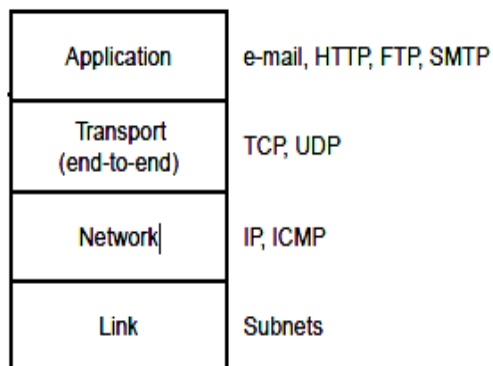 Application e-mail, HTTP, FTP, SMTP
Transport
(end-to-end) TCP, UDP
Network IP, ICMP
Link Subnets